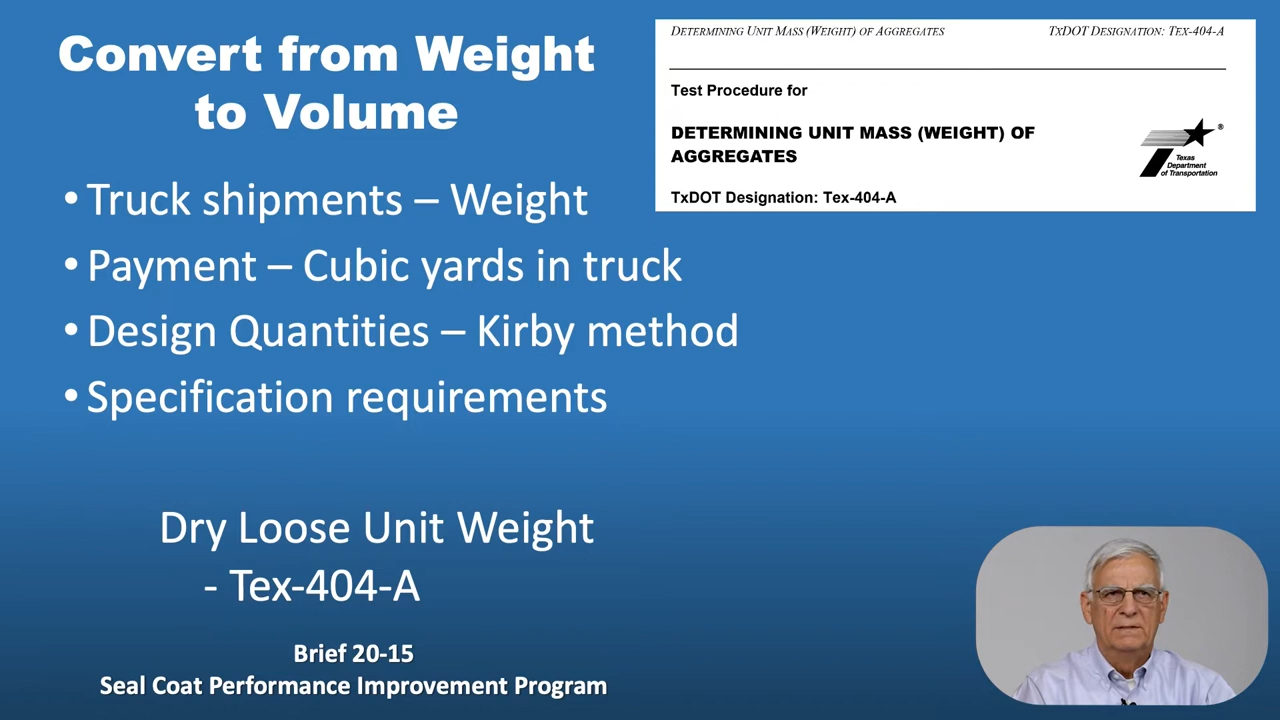 Convert from Weight
to Volume
• Truck shipments – Weight
• Payment – Cubic yards in truck
• Design Quantities – Kirby method
• Specification requirements
Dry Loose Unit Weight
- Tex-404-A
Brief 20-15
Seal Coat Performance Improvement Program
DETERMINING UNIT MASS (WEIGHT) OF AGGREGATES TXDOT DESIGNATION: TEX-404-A
Test Procedure for
DETERMINING UNIT MASS (WEIGHT) OF
AGGREGATES
TxDOT Designation: Tex-404-A
®
Texas
Department
of Transportation